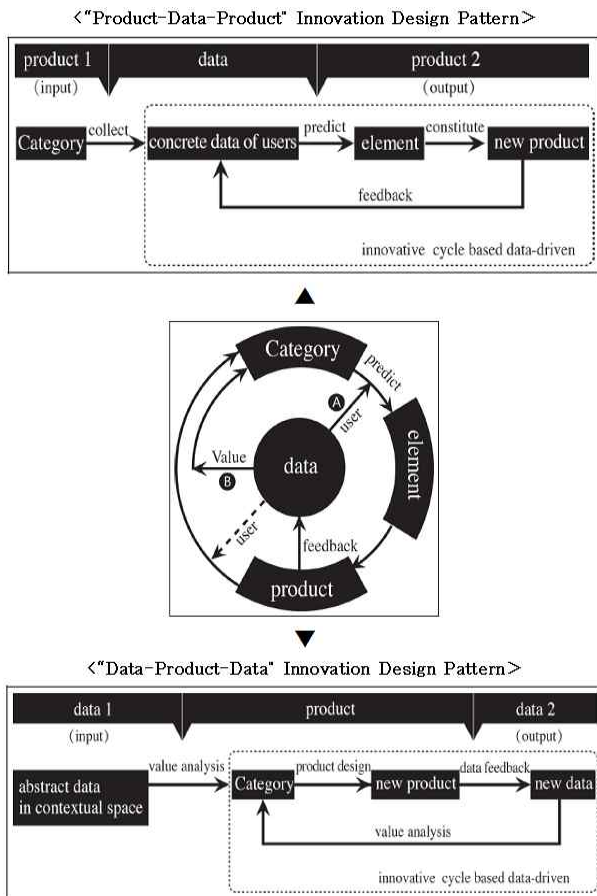 <“Product-Data-Product" Innovation Design Pattern>
product 1 data product 2
(input) (output)
Category collect concrete data of users predict element constitute new product
feedback
innovative cycle based data-driven
▲
Category
predict
A
user
element
Value
B
data
user
feedback
product
▼
<“Data-Product-Data" Innovation Design Pattern>
data 1 product data 2
(input) (output)
abstract data
in contextual space
value analysis
Category product design new product data feedback new data
value analysis
innovative cycle based data-driven